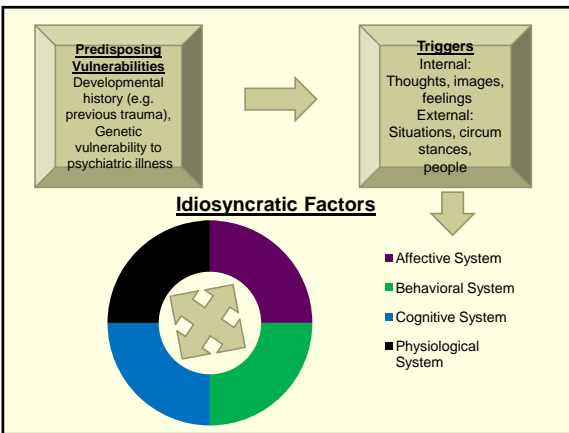 Predisposing
Vulnerabilities
Developmental
history (e.g.
previous trauma),
Genetic
vulnerability to
psychiatric illness
Triggers
Internal:
Thoughts, images,
feelings
External:
Situations, circum
stances,
people
Idiosyncratic Factors
Affective System
Behavioral System
Cognitive System
Physiological
System